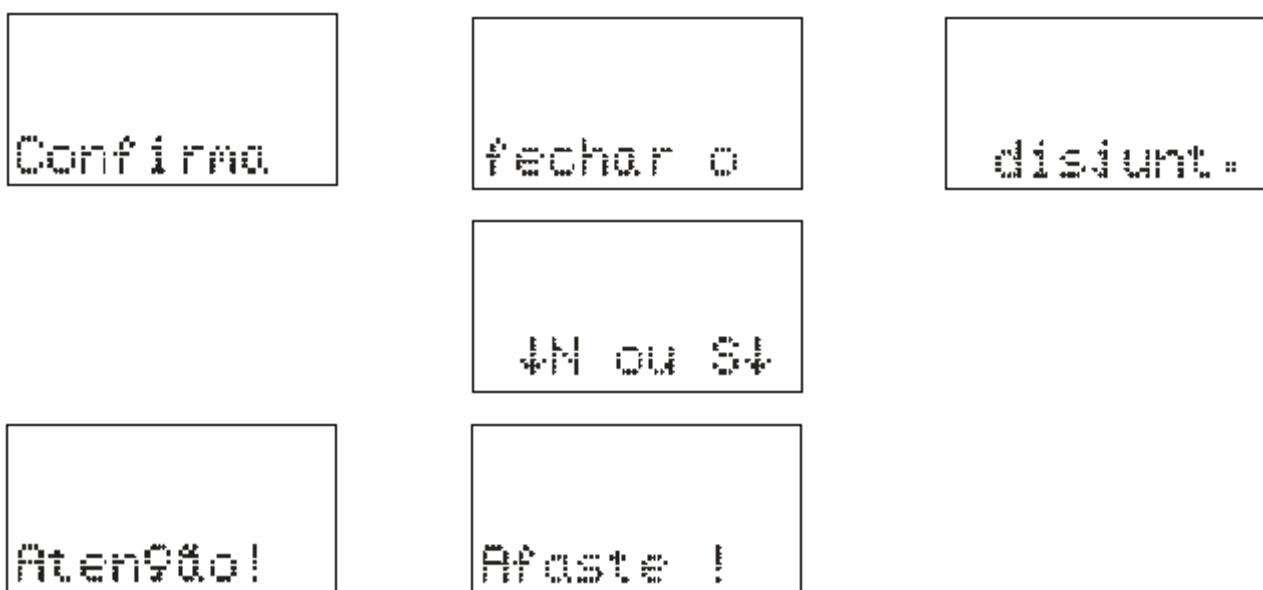 Confirma
fechar o
disjunt.
↓N ou S↓
Atenção!
Afaste !